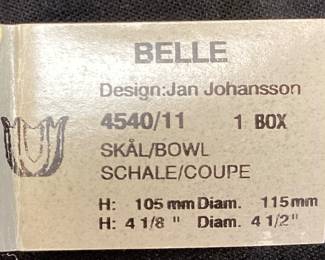 BELLE
Design:Jan Johansson
4540/11 1 BOX
SKÅL/BOWL
SCHALE/COUPE
H: 105 mm Diam. 115 mm
H: 4 1/8 " Diam. 4 1/2"